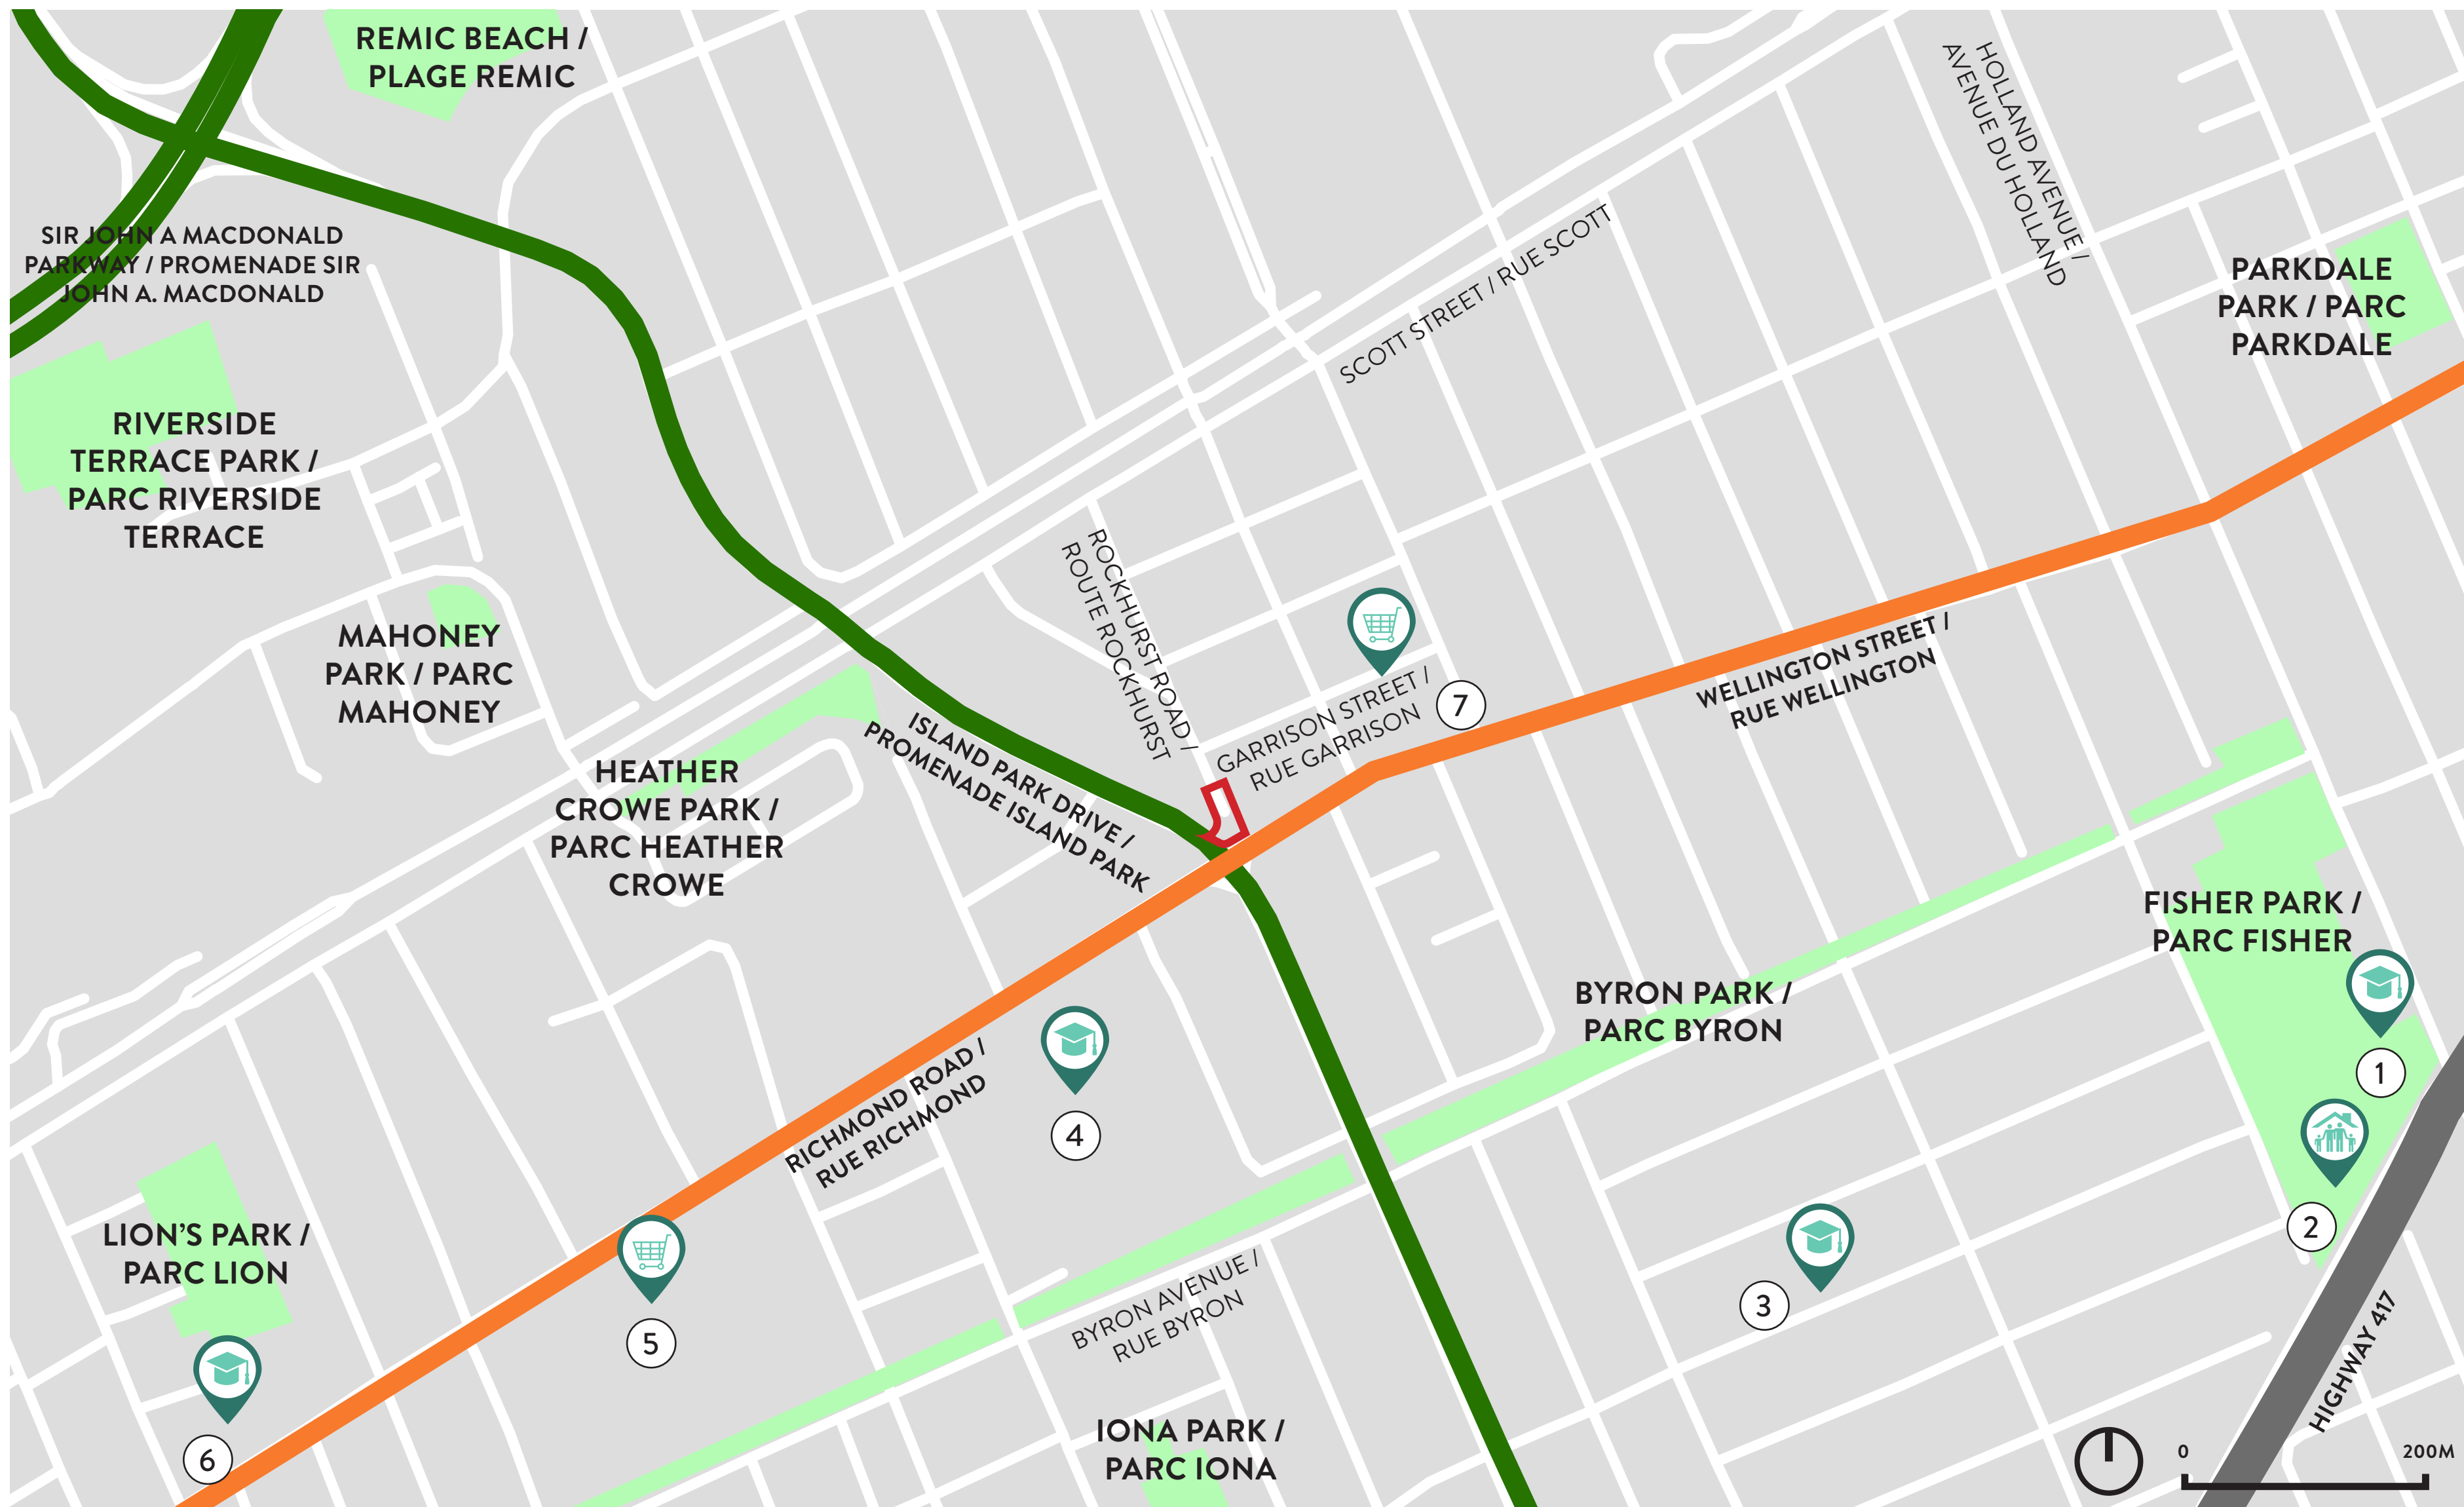 REMIC BEACH /
PLAGE REMIC
HOLLAND AVENUE /
AVENUE DU HOLLAND
SIR JOHN A MACDONALD
PARKWAY / PROMENADE SIR
JOHN A. MACDONALD
SCOTT STREET / RUE SCOTT
PARKDALE
PARK / PARC
PARKDALE
RIVERSIDE
TERRACE PARK /
PARC RIVERSIDE
TERRACE
ROCKHURST ROAD /
ROUTE ROCKHURST
MAHONEY
PARK / PARC
MAHONEY
GARRISON STREET /
RUE GARRISON
7
WELLINGTON STREET /
RUE WELLINGTON
ISLAND PARK DRIVE /
PROMENADE ISLAND PARK
HEATHER
CROWE PARK /
PARC HEATHER
CROWE
FISHER PARK /
PARC FISHER
BYRON PARK /
PARC BYRON
1
RICHMOND ROAD /
RUE RICHMOND
4
2
LION'S PARK /
PARC LION
3
5
BYRON AVENUE /
RUE BYRON
HIGHWAY 417
IONA PARK /
PARC IONA
6
0
200M